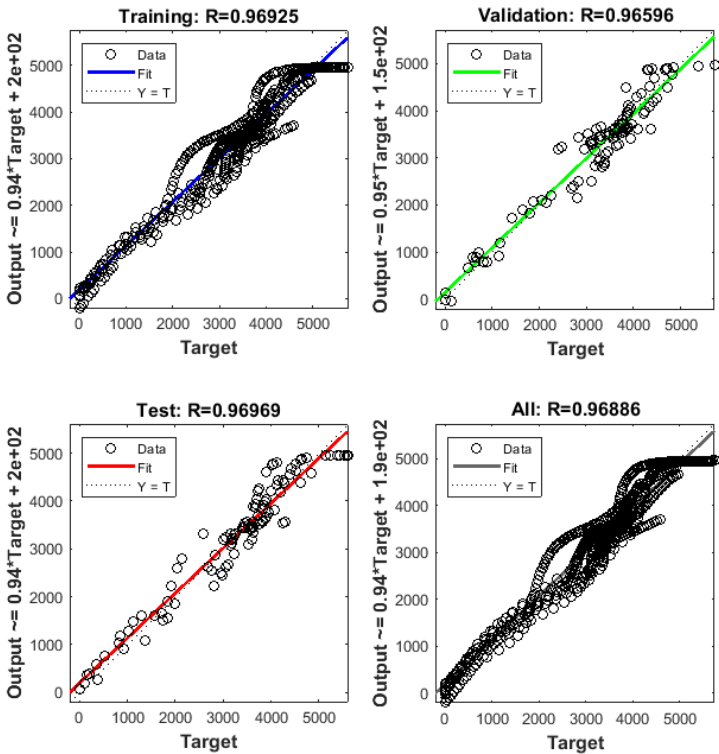 Training: R=0.96925
Output ~= 0.94*Target + 2e+02
5000
4000
3000
2000
1000
0
Data
Fit
Y = T
0 1000 2000 3000 4000 5000
Target
Validation: R=0.96596
Output ~= 0.95*Target + 1.5e+02
5000
4000
3000
2000
1000
0
Data
Fit
Y = T
0 1000 2000 3000 4000 5000
Target
Test: R=0.96969
Output ~= 0.94*Target + 2e+02
5000
4000
3000
2000
1000
0
Data
Fit
Y = T
0 1000 2000 3000 4000 5000
Target
All: R=0.96886
Output ~= 0.94*Target + 1.9e+02
5000
4000
3000
2000
1000
0
Data
Fit
Y = T
0 1000 2000 3000 4000 5000
Target